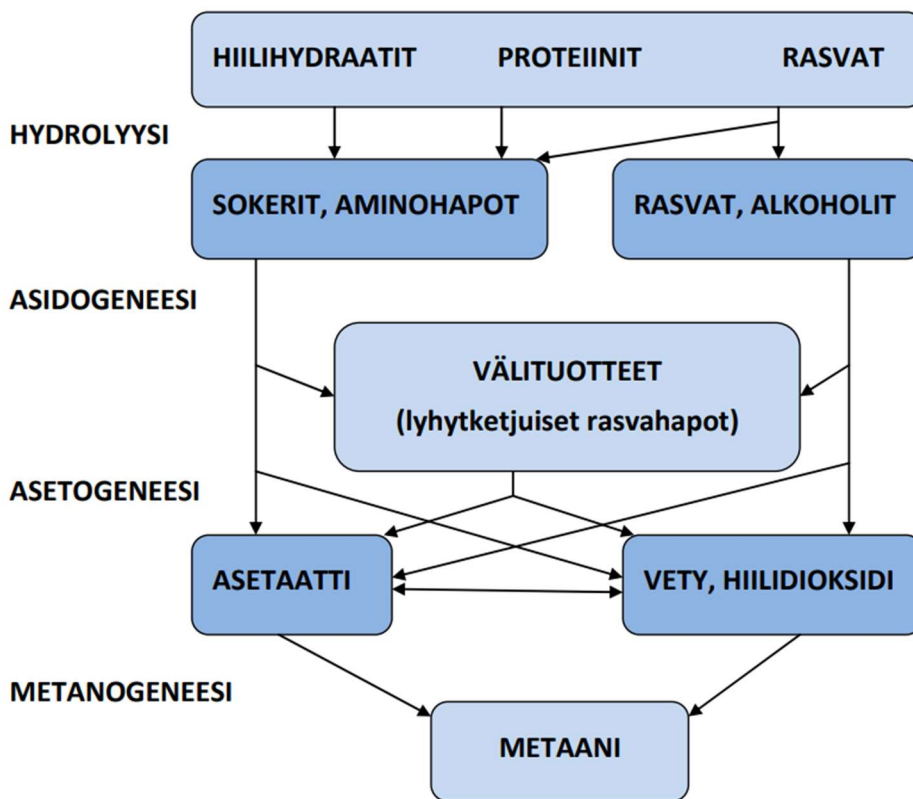 HIILIHYDRAATIT PROTEIINIT RASVAT
HYDROLYYSI
SOKERIT, AMINOHAPOT RASVAT, ALKOHOLIT
ASIDOGENEESI
VÄLITUOTTEET
(lyhytketjuiset rasvahapot)
ASETOGENEESI
ASETAATTI VETY, HIILIDIOKSIDI
METANOGENEESI
METAANI